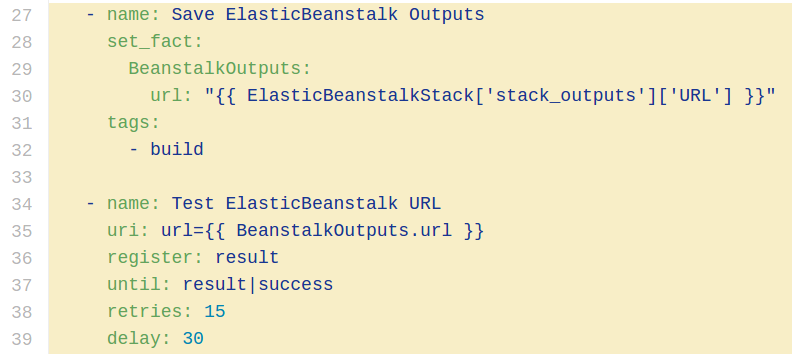 27    - name: Save ElasticBeanstalk Outputs
28      set_fact:
29        BeanstalkOutputs:
30          url: "{{ ElasticBeanstalkStack['stack_outputs']['URL'] }}"
31      tags:
32        - build
33
34    - name: Test ElasticBeanstalk URL
35      uri: url={{ BeanstalkOutputs.url }}
36      register: result
37      until: result|success
38      retries: 15
39      delay: 30